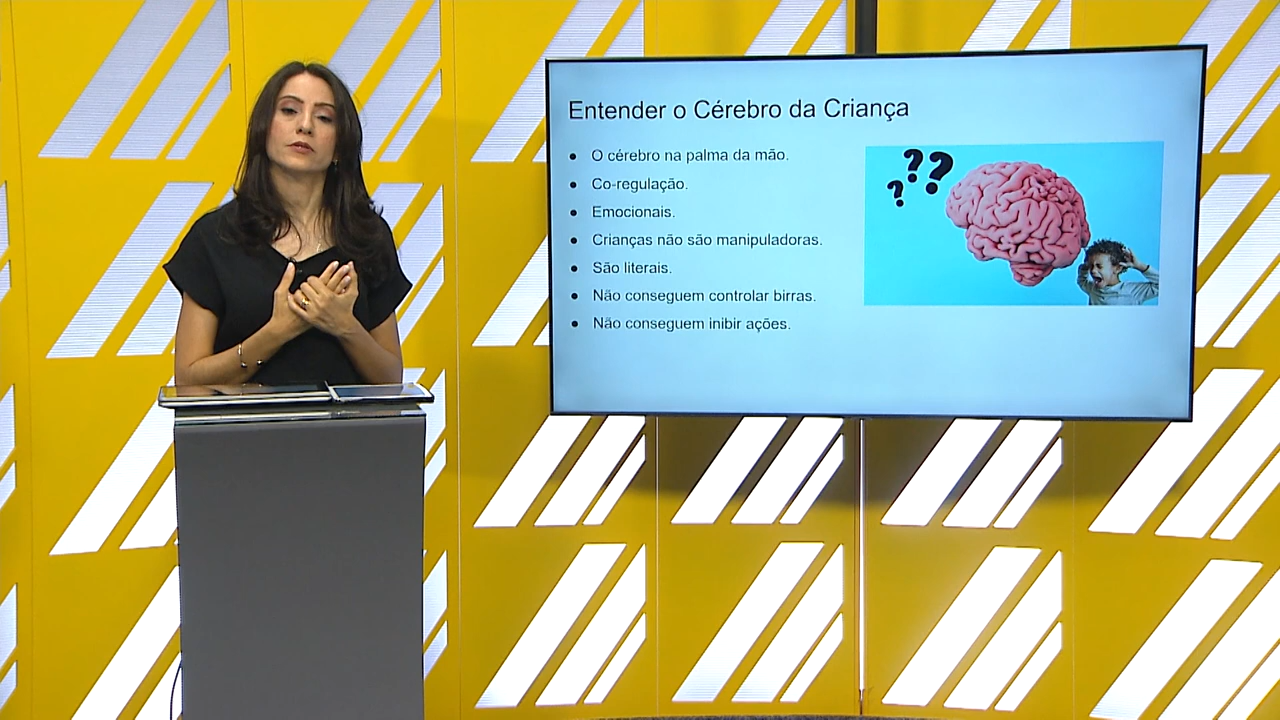 Entender o Cérebro da Criança
● O cérebro na palma da mão.
● Co-regulação.
● Emocionais.
● Crianças não são manipuladoras.
● São literais.
● Não conseguem controlar birras.
● Não conseguem inibir ações.
???